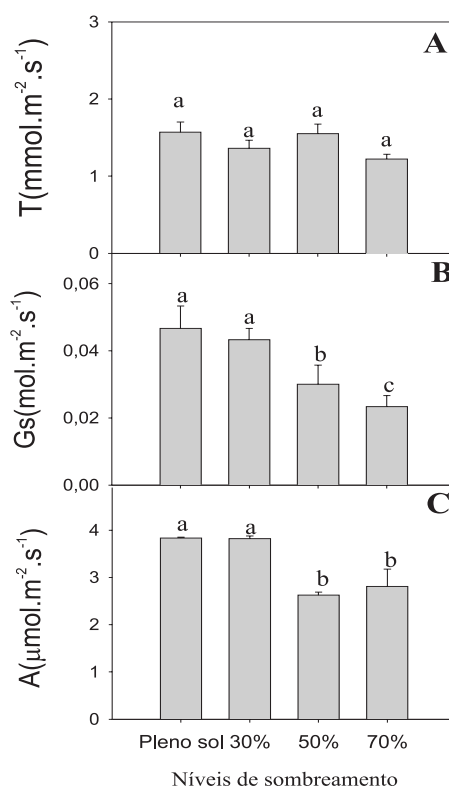 A
T(mmol.m⁻².s⁻¹)
3
2
1
0
a
a
a
a
B
Gs(mol.m⁻².s⁻¹)
0,06
0,04
0,02
0,00
a
a
b
c
C
A(μmol.m⁻².s⁻¹)
4
3
2
1
0
a
a
b
b
Pleno sol 30% 50% 70%
Níveis de sombreamento